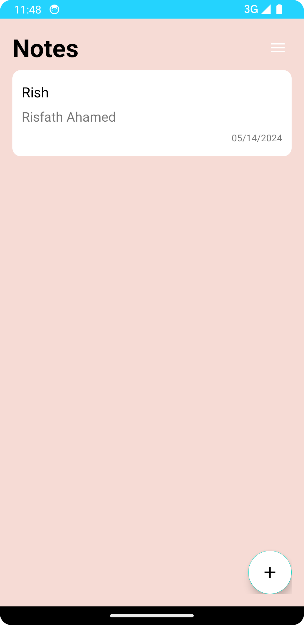 11:48
3G
Notes
Rish
Risfath Ahamed
05/14/2024
+